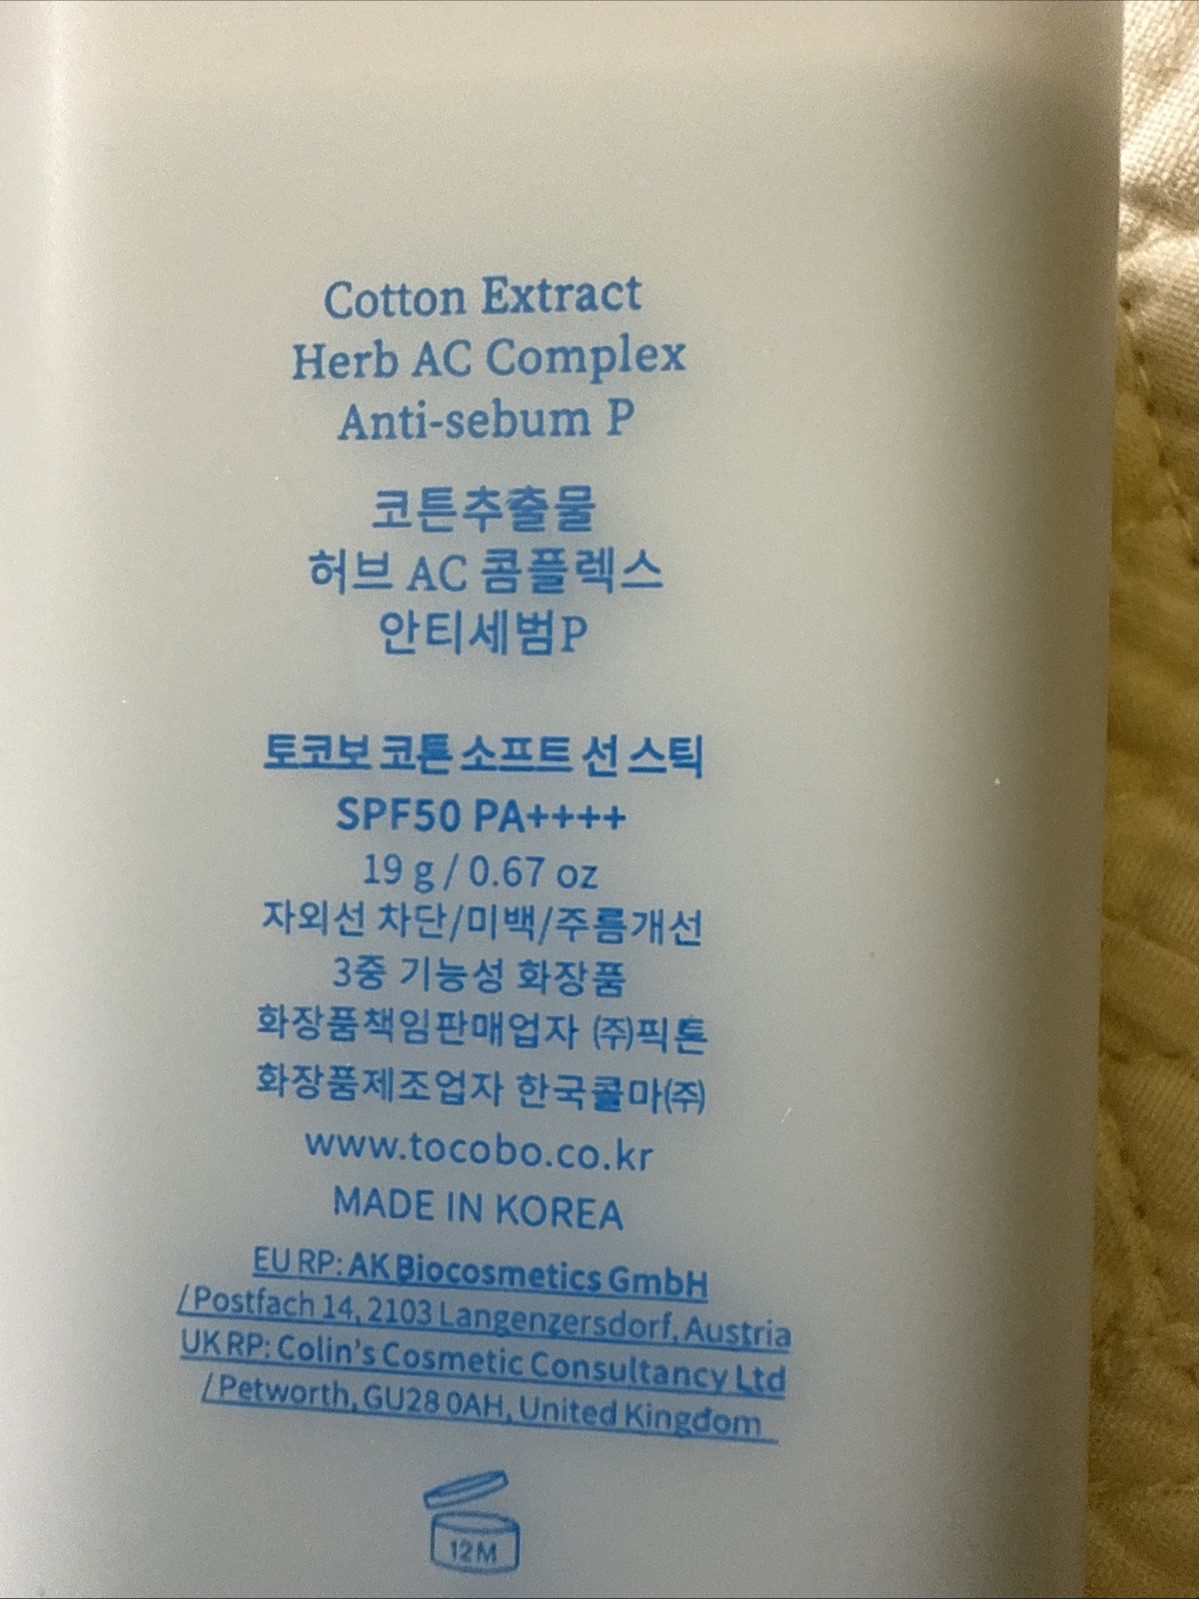 Cotton Extract
Herb AC Complex
Anti-sebum P
코튼추출물
허브 AC 콤플렉스
안티세범P
토코보 코튼 소프트 선 스틱
SPF50 PA++++
19 g / 0.67 oz
자외선 차단/미백/주름개선
3중 기능성 화장품
화장품책임판매업자 ㈜픽톤
화장품제조업자 한국콜마㈜
www.tocobo.co.kr
MADE IN KOREA
EU RP: AK Biocosmetics GmbH
/ Postfach 14, 2103 Langenzersdorf, Austria
UK RP: Colin's Cosmetic Consultancy Ltd
/ Petworth, GU28 0AH, United Kingdom
12M